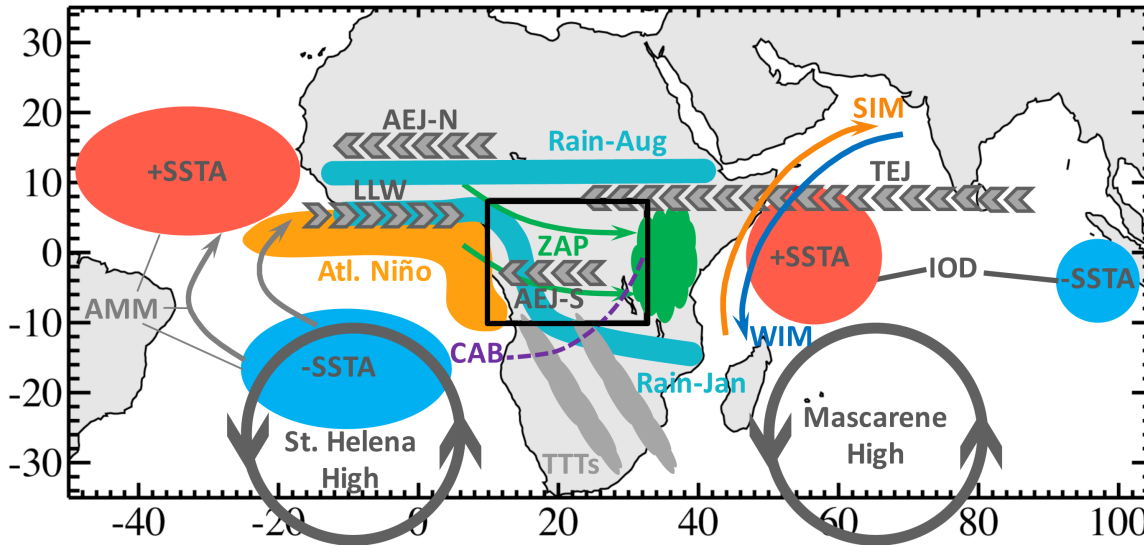 30
20
10
0
-10
-20
-30
-40
-20
0
20
40
60
80
100
AEJ-N
Rain-Aug
SIM
+SSTA
LLW
TEJ
ZAP
Atl. Niño
+SSTA
IOD
-SSTA
AEJ-S
AMM
CAB
WIM
-SSTA
Rain-Jan
St. Helena
High
Mascarene
High
TTTs